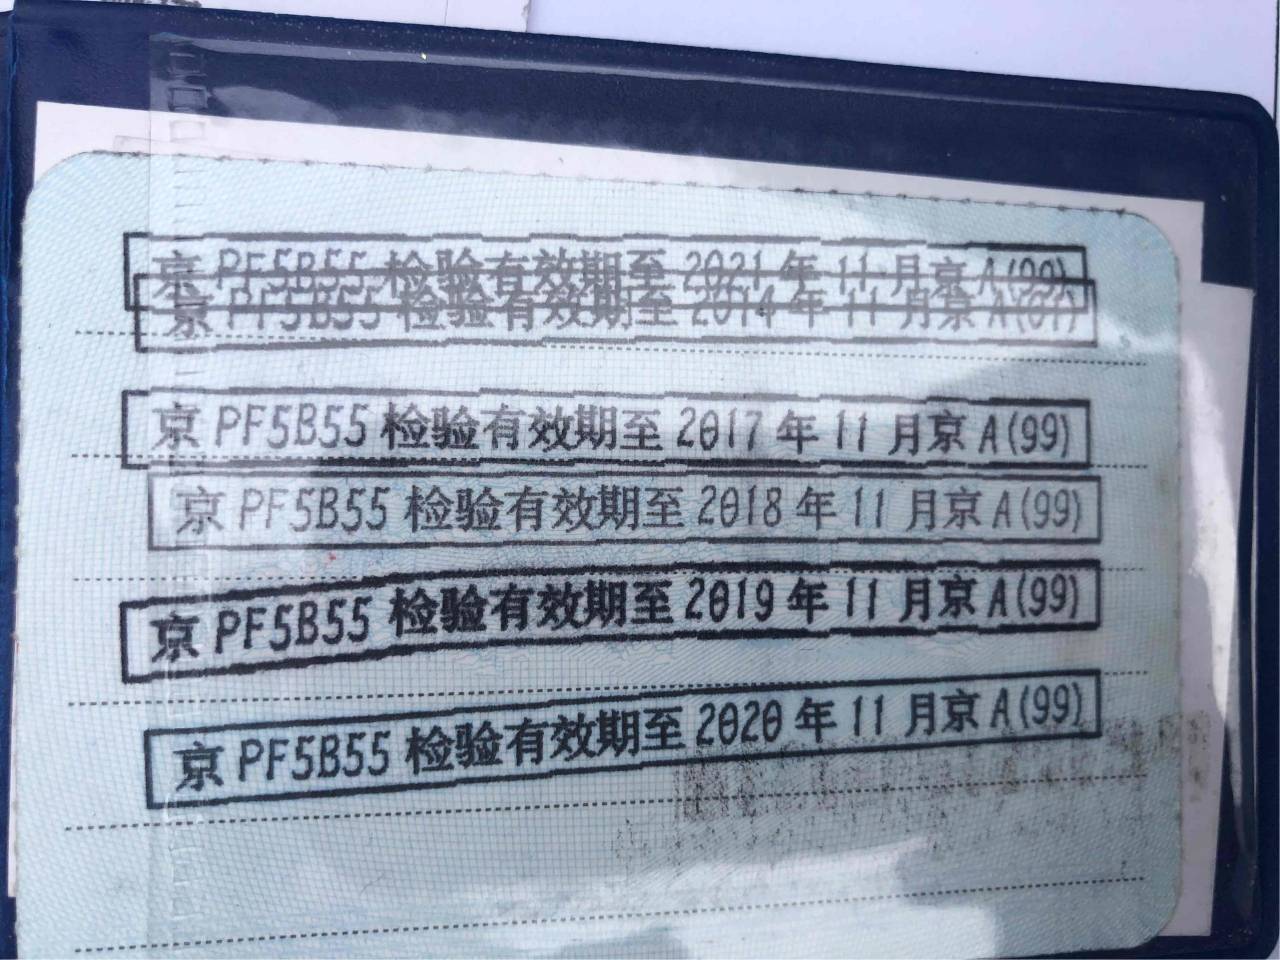 京PF5B55检验有效期至2021年11月京A(99)
京PF5B55检验有效期至2014年11月京A(01)
京PF5B55检验有效期至2017年11月京A(99)
京PF5B55检验有效期至2018年11月京A(99)
京PF5B55检验有效期至2019年11月京A(99)
京PF5B55检验有效期至2020年11月京A(99)